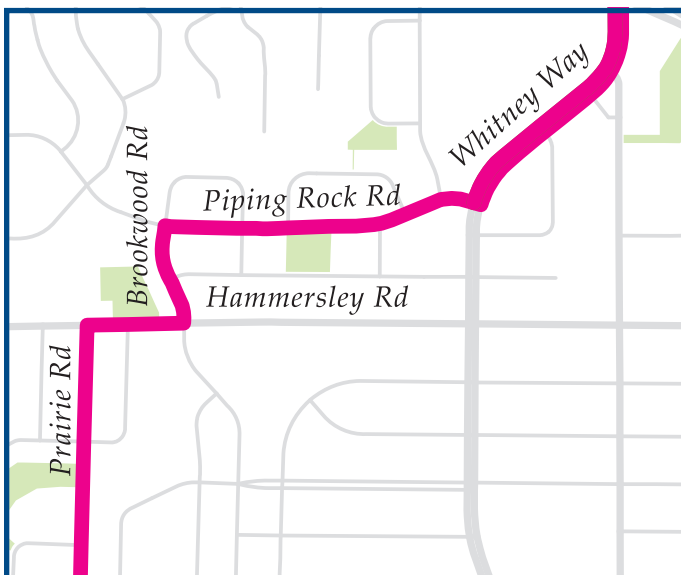 Whitney Way
Brookwood Rd
Piping Rock Rd
Hammersley Rd
Prairie Rd